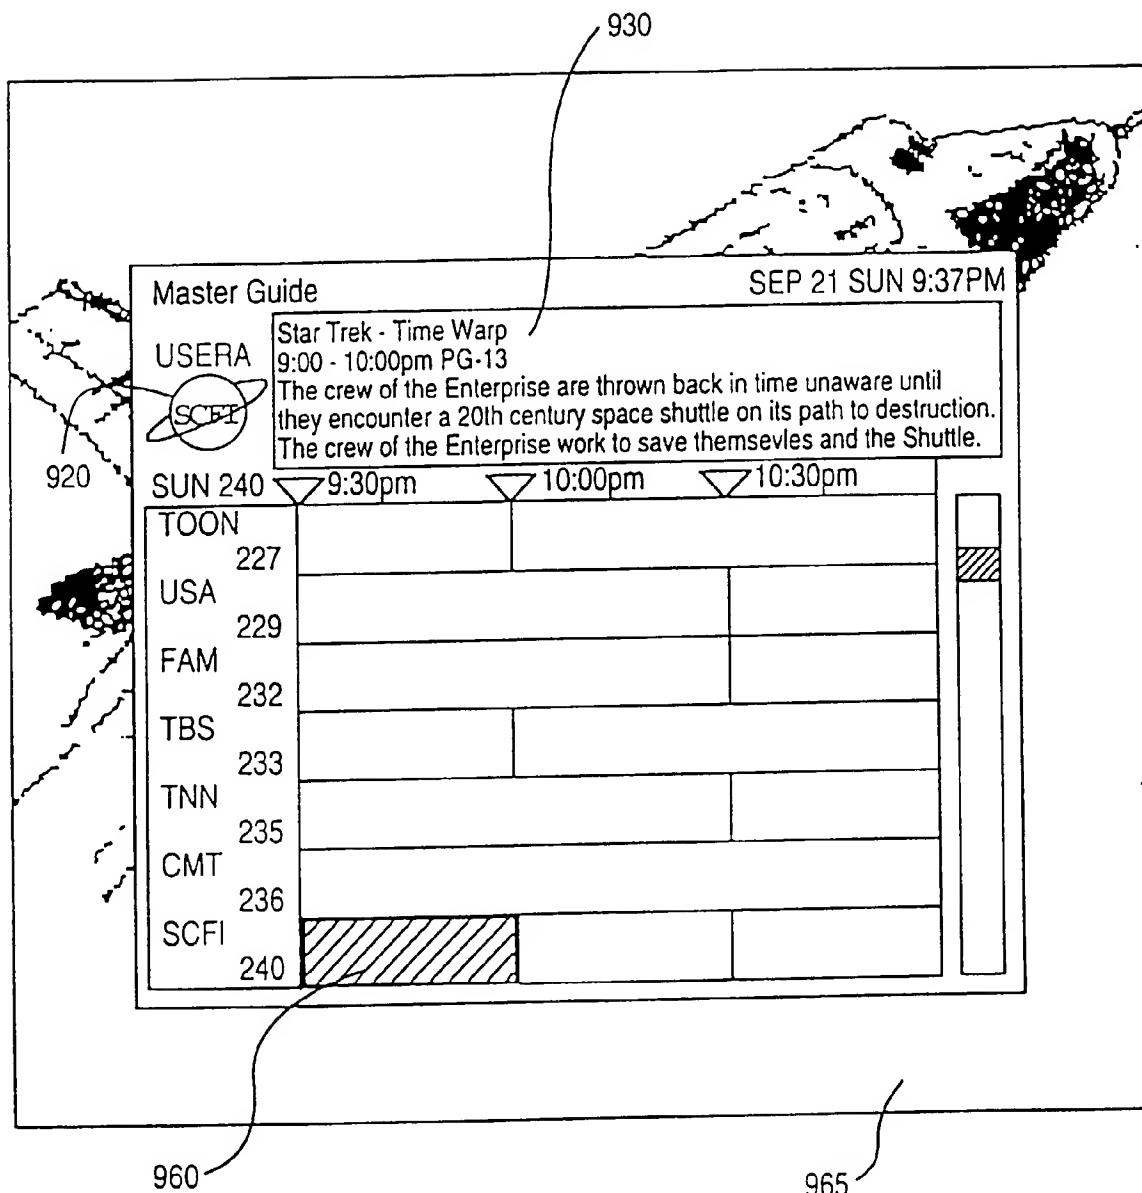 930
Master Guide SEP 21 SUN 9:37PM
USERA
SCFI
920
Star Trek - Time Warp
9:00 - 10:00pm PG-13
The crew of the Enterprise are thrown back in time unaware until
they encounter a 20th century space shuttle on its path to destruction.
The crew of the Enterprise work to save themsevles and the Shuttle.
SUN 240 9:30pm 10:00pm 10:30pm
TOON
227
USA
229
FAM
232
TBS
233
TNN
235
CMT
236
SCFI
240
960
965